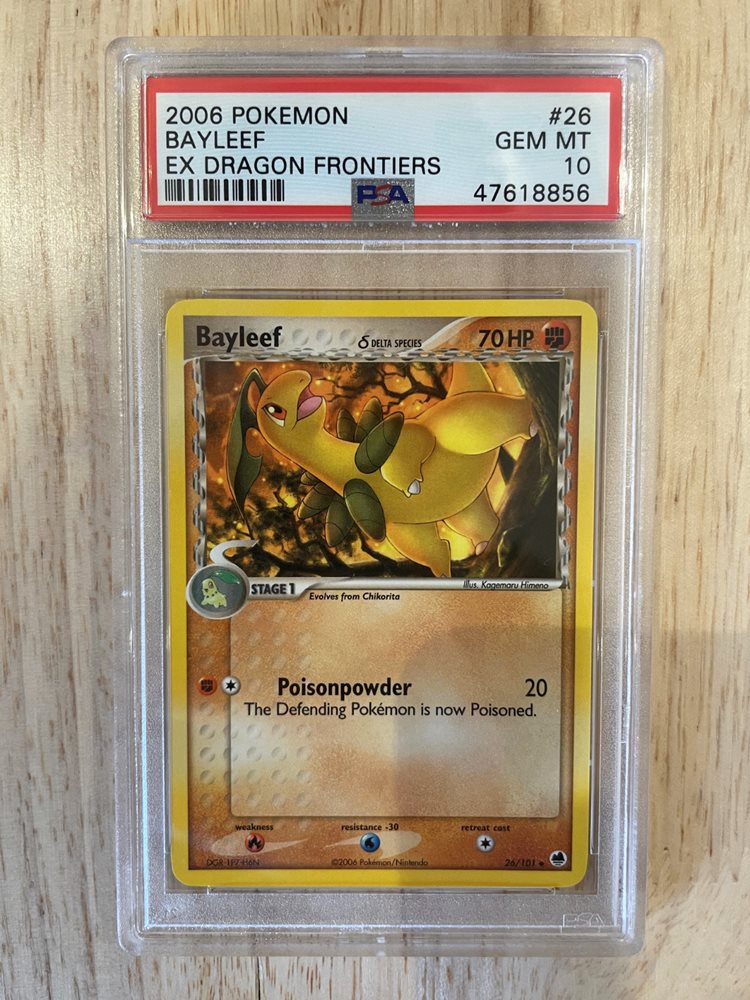 2006 POKEMON #26
BAYLEEF GEM MT
EX DRAGON FRONTIERS 10
PSA 47618856
Bayleef δ DELTA SPECIES 70 HP
Illus. Kagemaru Himeno
STAGE 1
Evolves from Chikorita
Poisonpowder 20
The Defending Pokémon is now Poisoned.
weakness resistance -30 retreat cost
©2006 Pokémon/Nintendo 26/101